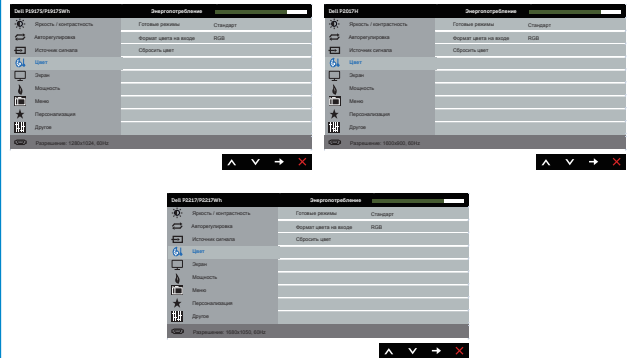 Dell P1917S/P1917SWh Энергопотребление
Яркость / контрастность Готовые режимы Стандарт
Авторегулировка Формат цвета на входе RGB
Источник сигнала Сбросить цвет
Цвет
Экран
Мощность
Меню
Персонализация
Другое
Разрешение: 1280x1024, 60Hz
Dell P2017H Энергопотребление
Яркость / контрастность Готовые режимы Стандарт
Авторегулировка Формат цвета на входе RGB
Источник сигнала Сбросить цвет
Цвет
Экран
Мощность
Меню
Персонализация
Другое
Разрешение: 1600x900, 60Hz
Dell P2217/P2217Wh Энергопотребление
Яркость / контрастность Готовые режимы Стандарт
Авторегулировка Формат цвета на входе RGB
Источник сигнала Сбросить цвет
Цвет
Экран
Мощность
Меню
Персонализация
Другое
Разрешение: 1680x1050, 60Hz